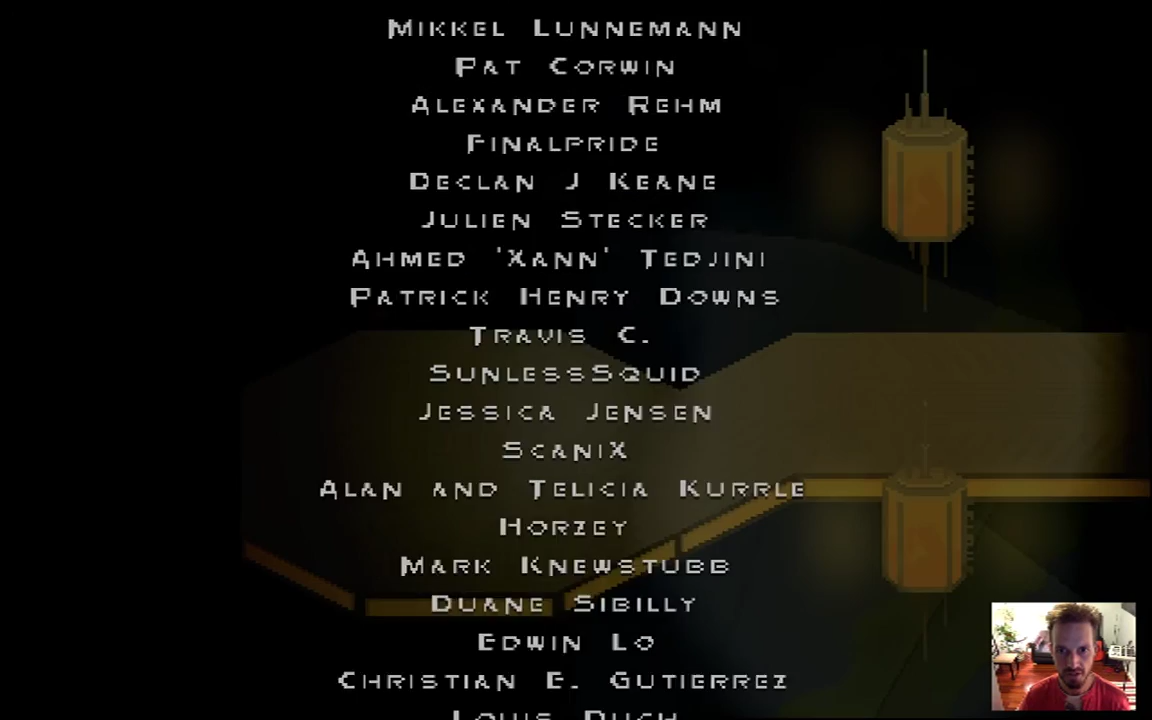 Mikkel Lunnemann
Pat Corwin
Alexander Rehm
Finalpride
Declan J Keane
Julien Stecker
Ahmed 'Xann' Tedjini
Patrick Henry Downs
Travis C.
SunlessSquid
Jessica Jensen
ScaniX
Alan and Telicia Kurrle
Horzey
Mark Knewstubb
Duane Sibilly
Edwin Lo
Christian E. Gutierrez
Louis